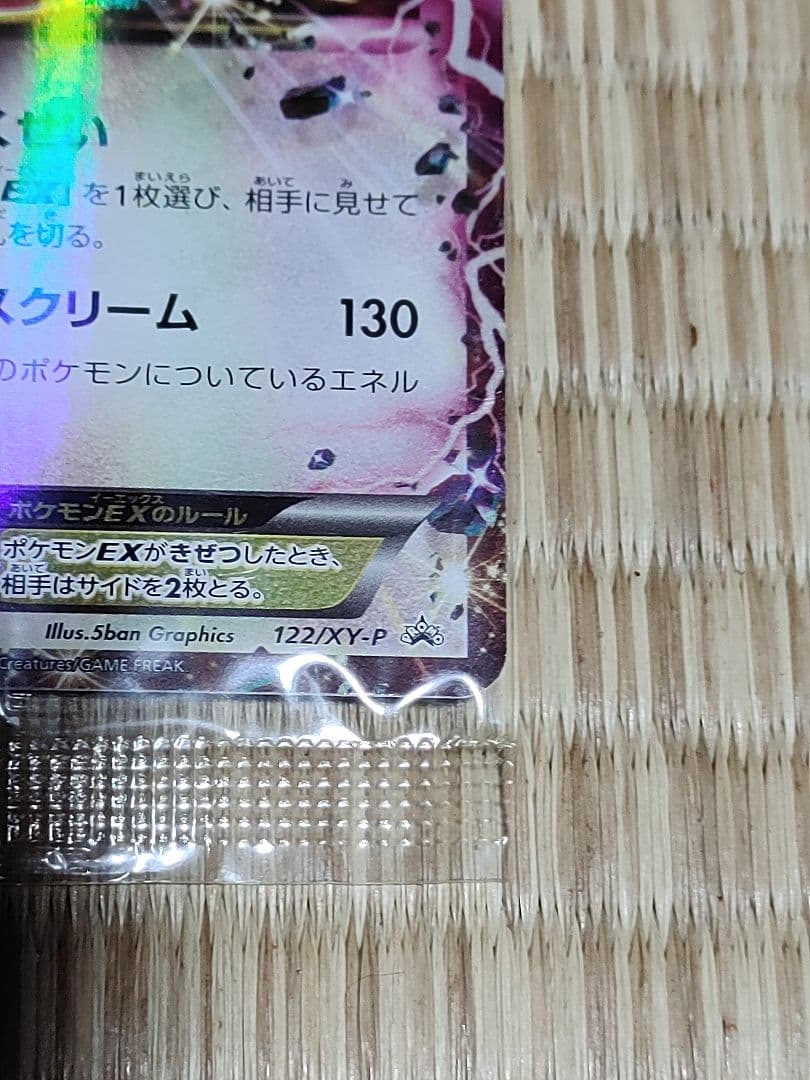 ぜい
EX」を1枚選び、相手に見せて
を切る。
スクリーム 130
のポケモンについているエネル
ポケモンEXのルール
ポケモンEXがきぜつしたとき、
相手はサイドを2枚とる。
Illus.5ban Graphics 122/XY-P
Creatures/GAME FREAK.